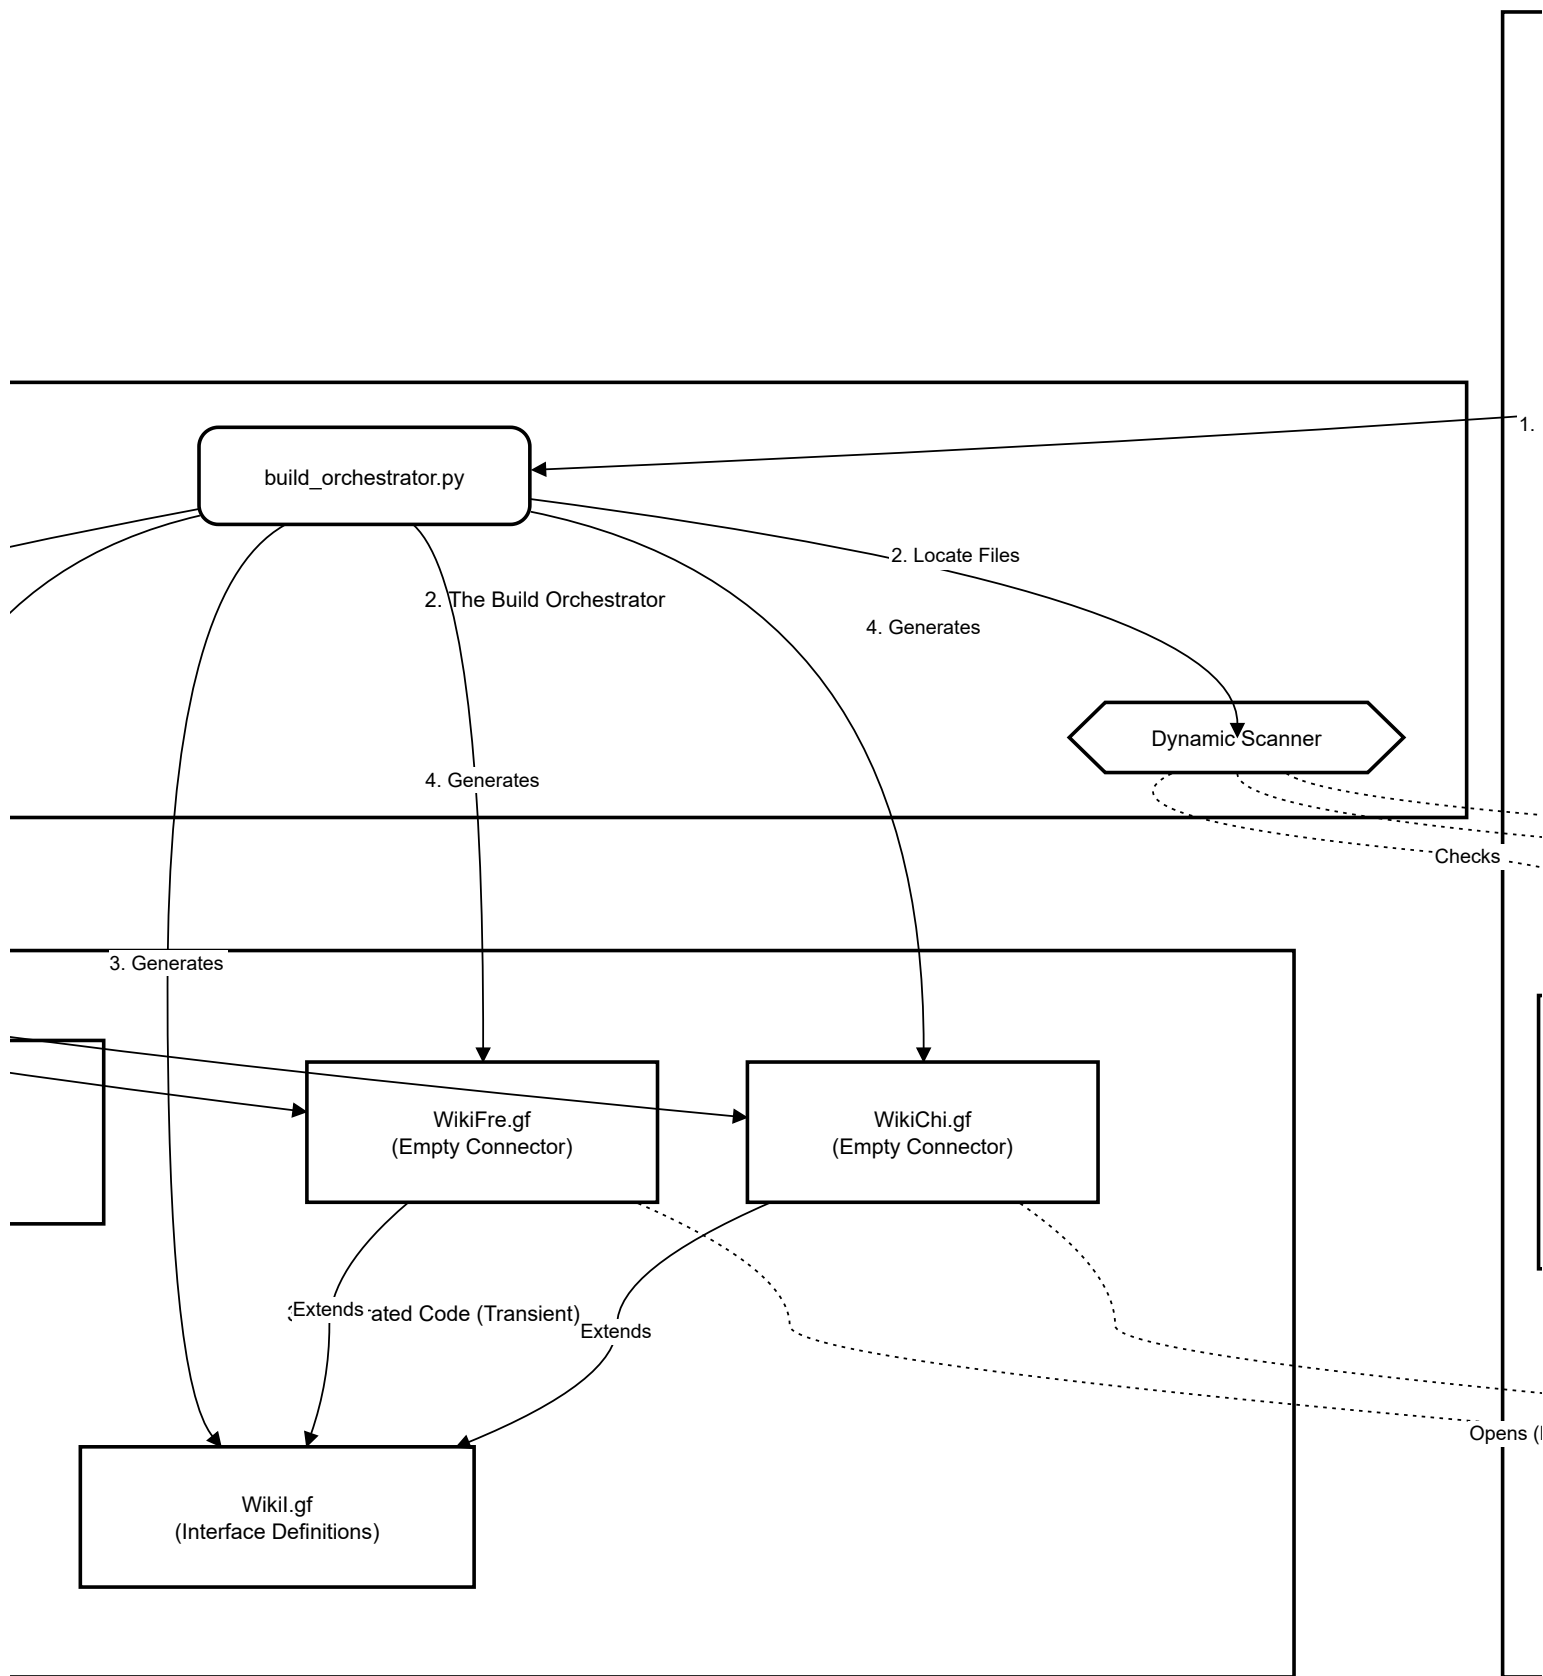 1.
build_orchestrator.py
2. Locate Files
2. The Build Orchestrator
4. Generates
Dynamic Scanner
4. Generates
Checks
3. Generates
WikiFre.gf
(Empty Connector)
WikiChi.gf
(Empty Connector)
Extends
ated Code (Transient)
Extends
Opens (
WikiI.gf
(Interface Definitions)